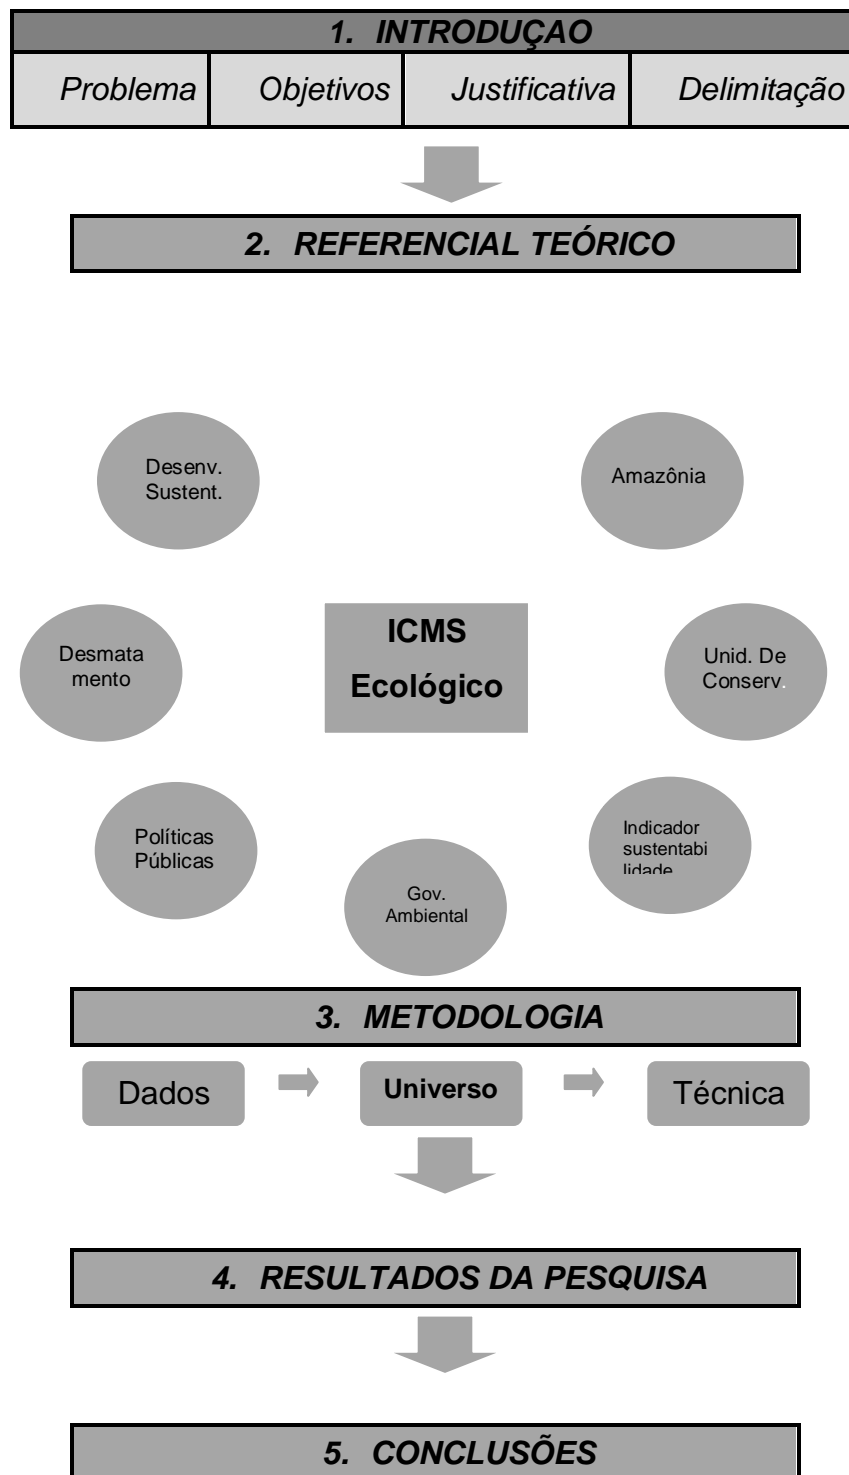 1. INTRODUÇAO
Problema Objetivos Justificativa Delimitação
2. REFERENCIAL TEÓRICO
Desenv.
Sustent.
Amazônia
Desmata
mento
ICMS
Ecológico
Unid. De
Conserv.
Políticas
Públicas
Indicador
sustentabi
lidade
Gov.
Ambiental
3. METODOLOGIA
Dados Universo Técnica
4. RESULTADOS DA PESQUISA
5. CONCLUSÕES